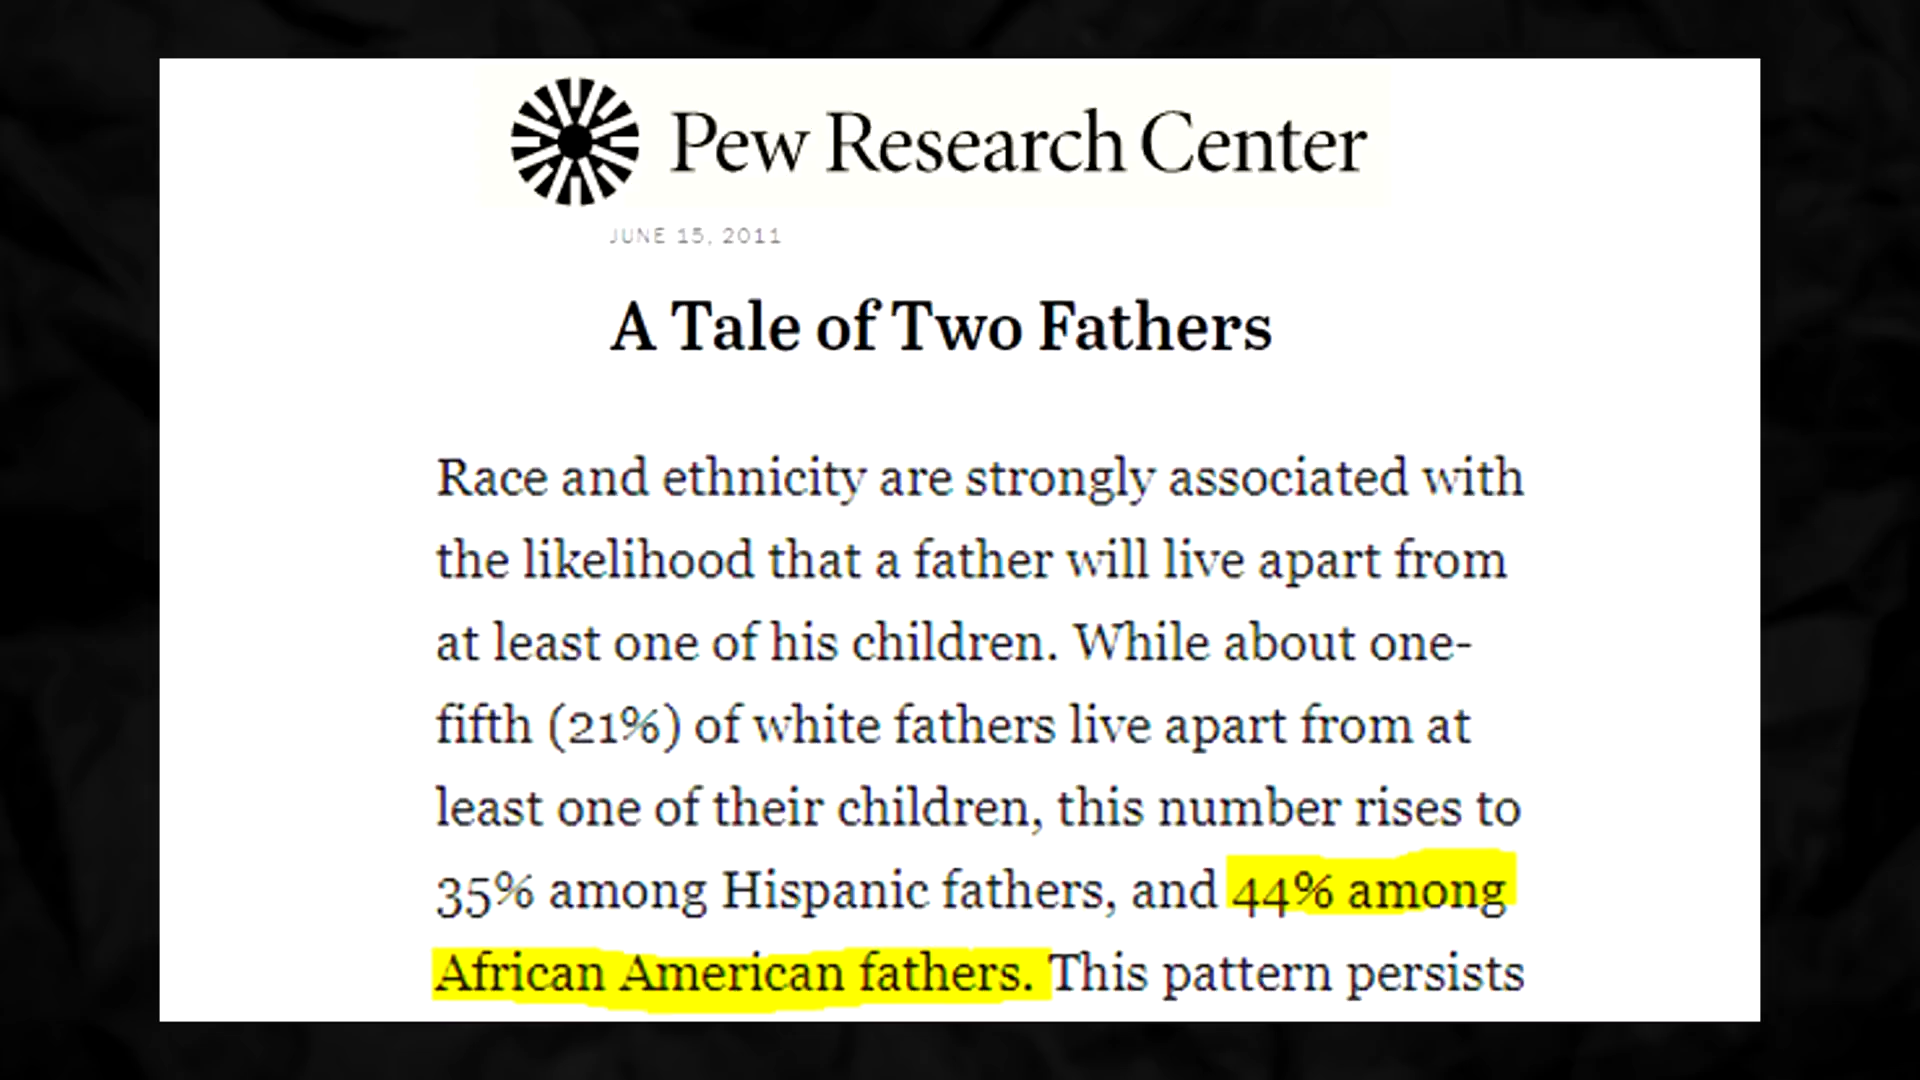 Pew Research Center
JUNE 15, 2011
A Tale of Two Fathers
Race and ethnicity are strongly associated with
the likelihood that a father will live apart from
at least one of his children. While about one-
fifth (21%) of white fathers live apart from at
least one of their children, this number rises to
35% among Hispanic fathers, and 44% among
African American fathers. This pattern persists